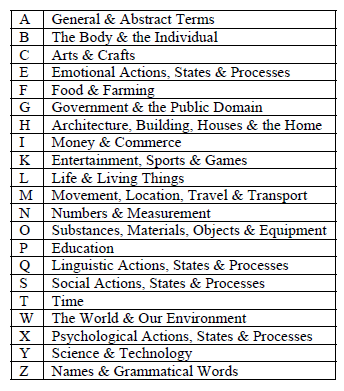 A General & Abstract Terms
B The Body & the Individual
C Arts & Crafts
E Emotional Actions, States & Processes
F Food & Farming
G Government & the Public Domain
H Architecture, Building, Houses & the Home
I Money & Commerce
K Entertainment, Sports & Games
L Life & Living Things
M Movement, Location, Travel & Transport
N Numbers & Measurement
O Substances, Materials, Objects & Equipment
P Education
Q Linguistic Actions, States & Processes
S Social Actions, States & Processes
T Time
W The World & Our Environment
X Psychological Actions, States & Processes
Y Science & Technology
Z Names & Grammatical Words